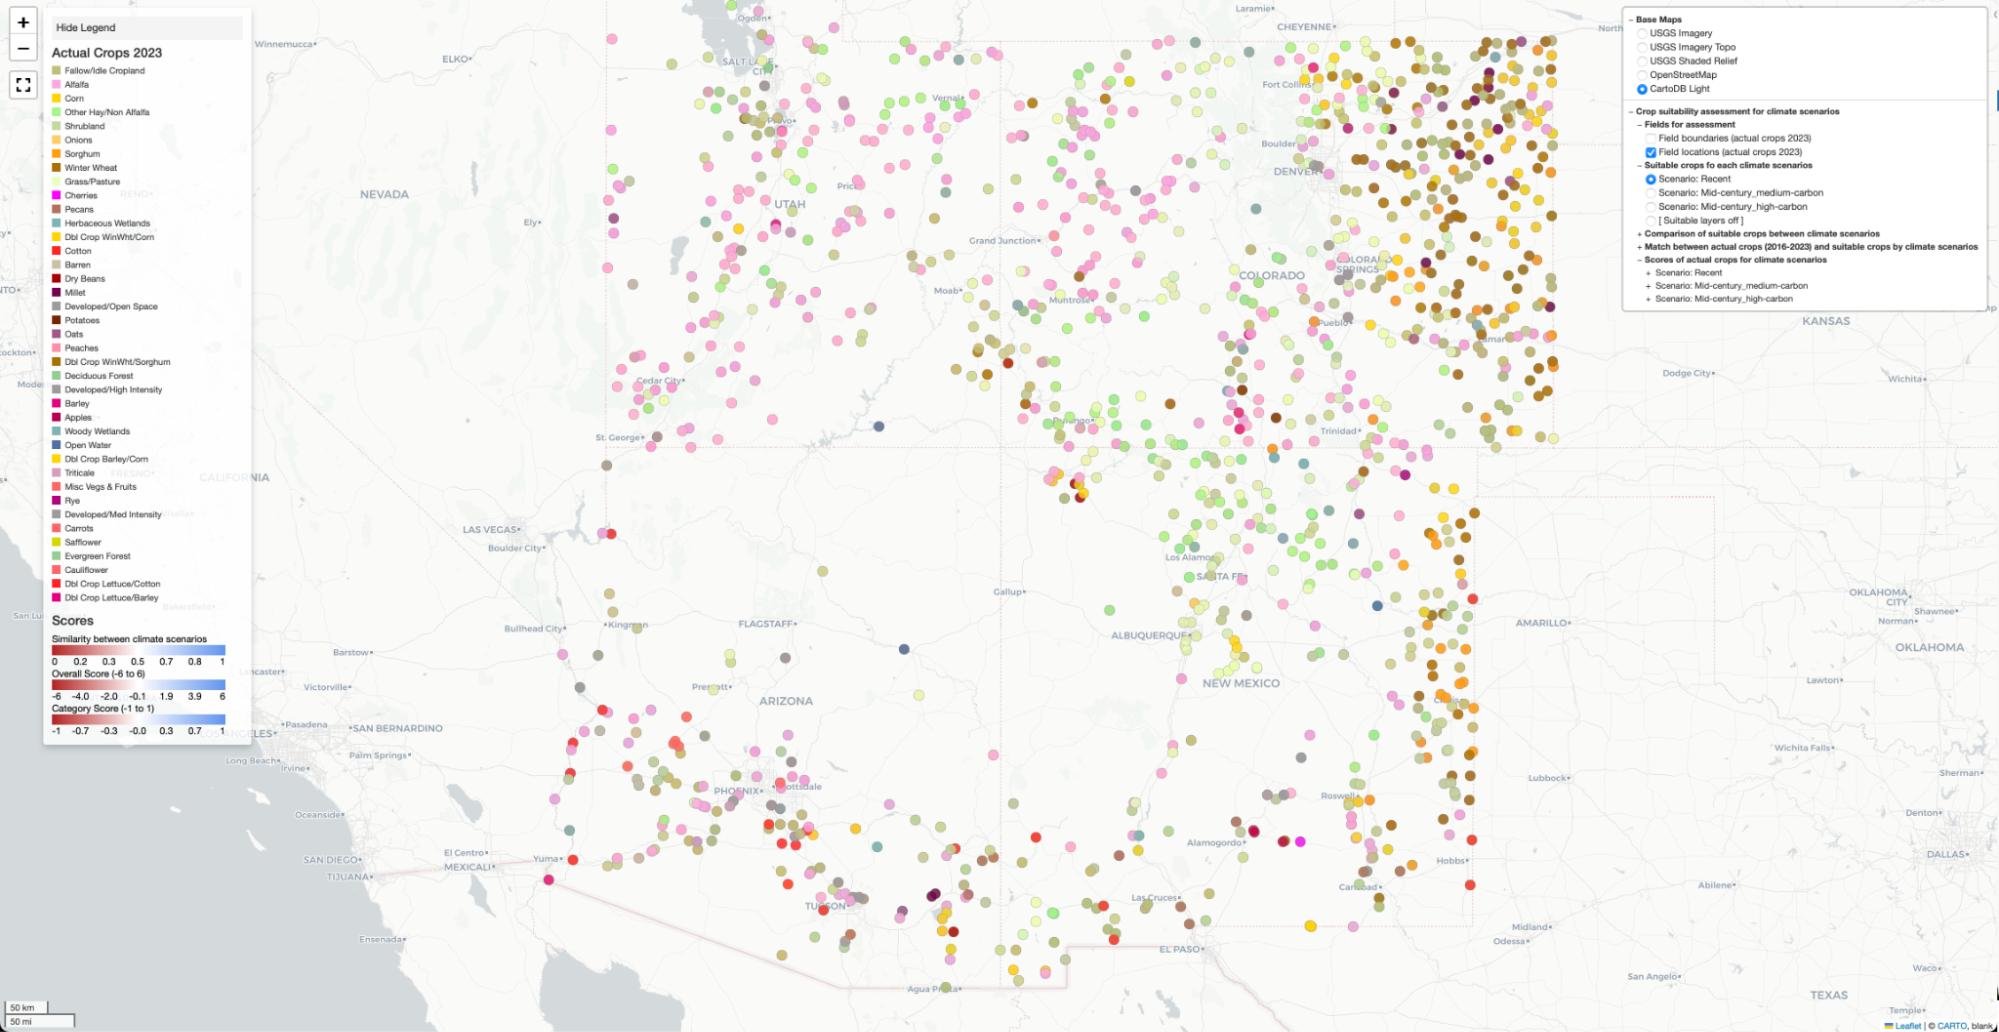 +
−
Hide Legend
Actual Crops 2023
Fallow/Idle Cropland
Alfalfa
Corn
Other Hay/Non Alfalfa
Shrubland
Onions
Sorghum
Winter Wheat
Grass/Pasture
Cherries
Pecans
Herbaceous Wetlands
Dbl Crop WinWht/Corn
Cotton
Barren
Dry Beans
Millet
Developed/Open Space
Potatoes
Oats
Peaches
Dbl Crop WinWht/Sorghum
Deciduous Forest
Developed/High Intensity
Barley
Apples
Woody Wetlands
Open Water
Dbl Crop Barley/Corn
Triticale
Misc Vegs & Fruits
Rye
Developed/Med Intensity
Carrots
Safflower
Evergreen Forest
Cauliflower
Dbl Crop Lettuce/Cotton
Dbl Crop Lettuce/Barley
Scores
Similarity between climate scenarios
0 0.2 0.3 0.5 0.7 0.8 1
Overall Score (-6 to 6)
-6 -4.0 -2.0 -0.1 1.9 3.9 6
Category Score (-1 to 1)
-1 -0.7 -0.3 -0.0 0.3 0.7 1
− Base Maps
USGS Imagery
USGS Imagery Topo
USGS Shaded Relief
OpenStreetMap
CartoDB Light
− Crop suitability assessment for climate scenarios
− Fields for assessment
Field boundaries (actual crops 2023)
Field locations (actual crops 2023)
− Suitable crops fo each climate scenarios
Scenario: Recent
Scenario: Mid-century_medium-carbon
Scenario: Mid-century_high-carbon
[ Suitable layers off ]
+ Comparison of suitable crops between climate scenarios
+ Match between actual crops (2016-2023) and suitable crops by climate scenarios
− Scores of actual crops for climate scenarios
+ Scenario: Recent
+ Scenario: Mid-century_medium-carbon
+ Scenario: Mid-century_high-carbon
Ogden
Laramie
CHEYENNE
North
Winnemucca
ELKO
SALT LAKE CITY
Vernal
Fort Collins
Provo
Boulder
DENVER
NEVADA
RENO
Price
UTAH
Ely
Grand Junction
COLORADO
COLORADO SPRINGS
Moab
Montrose
Pueblo
Lamar
KANSAS
Dodge City
Wichita
Cedar City
St. George
Durango
Trinidad
FRESNO
CALIFORNIA
Visalia
LAS VEGAS
Boulder City
Los Alamos
SANTA FE
Gallup
Bakersfield
Bullhead City
Kingman
FLAGSTAFF
ALBUQUERQUE
AMARILLO
OKLAHOMA CITY
Shawnee
Norman
OKLAHOMA
Barstow
Lancaster
Victorville
Prescott
ARIZONA
NEW MEXICO
Clovis
Lawton
Pasadena
LOS ANGELES
SAN BERNARDINO
Long Beach
Irvine
Palm Springs
Wichita Falls
Sherman
Lubbock
PHOENIX
Scottsdale
Roswell
Oceanside
Denton
El Centro
SAN DIEGO
MEXICALI
TIJUANA
Yuma
Alamogordo
Hobbs
DALLAS
Carlsbad
Abilene
Las Cruces
TUCSON
Midland
Odessa
Ensenada
EL PASO
Waco
San Angelo
Agua Prieta
TEXAS
Temple
50 km
50 mi
Leaflet | © CARTO, blank